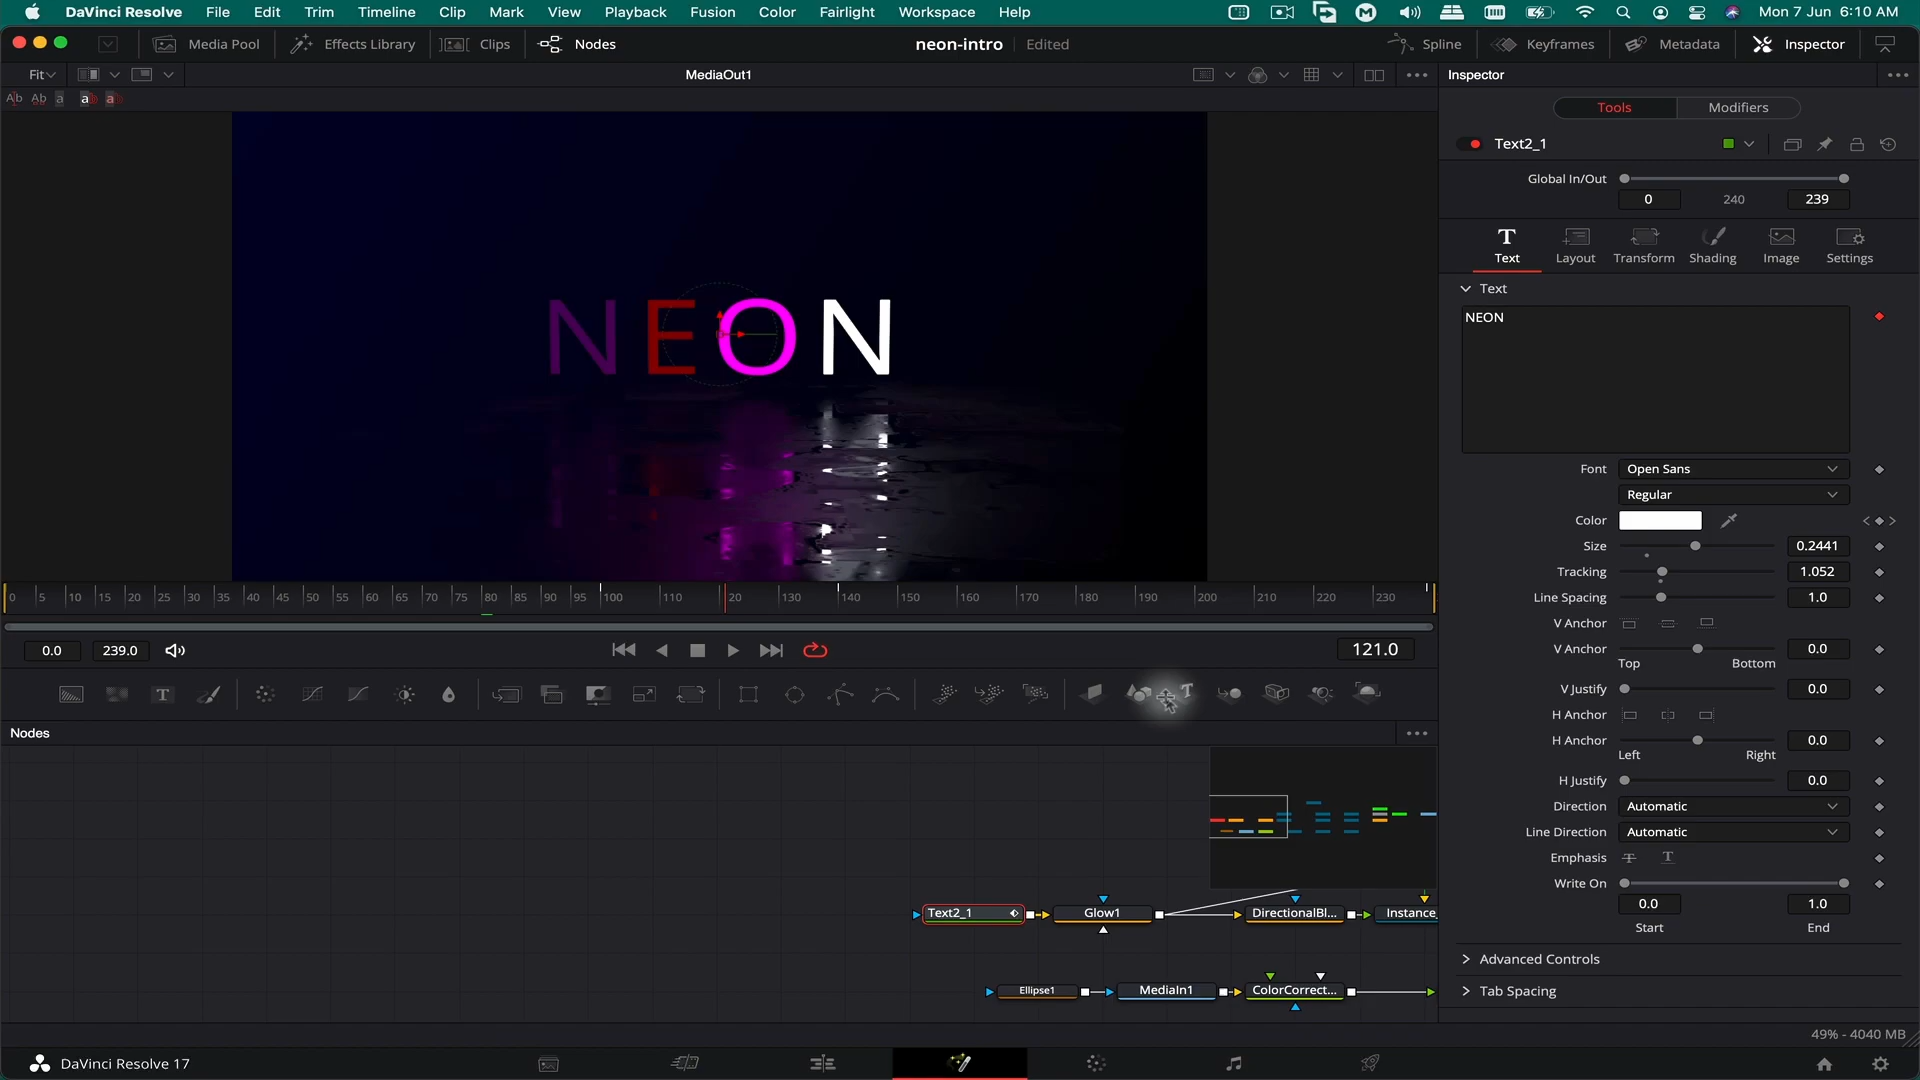 DaVinci Resolve File Edit Trim Timeline Clip Mark View Playback Fusion Color Fairlight Workspace Help Mon 7 Jun 6:10 AM
Media Pool Effects Library Clips Nodes neon-intro Edited Spline Keyframes Metadata Inspector
Fit MediaOut1 Inspector
Ab Ab a a a
Tools Modifiers
Text2_1
Global In/Out
0 240 239
T
Text Layout Transform Shading Image Settings
Text
NEON
NEON
Font Open Sans
Regular
Color
Size 0.2441
Tracking 1.052
Line Spacing 1.0
V Anchor
V Anchor 0.0
Top Bottom
V Justify 0.0
H Anchor
H Anchor 0.0
Left Right
H Justify 0.0
Direction Automatic
Line Direction Automatic
Emphasis
Write On
0.0 1.0
Start End
Advanced Controls
Tab Spacing
0 5 10 15 20 25 30 35 40 45 50 55 60 65 70 75 80 85 90 95 100 110 20 130 140 150 160 170 180 190 200 210 220 230
0.0 239.0 121.0
Nodes
Text2_1 Glow1 DirectionalBl... Instance_
Ellipse1 MediaIn1 ColorCorrect...
49% - 4040 MB
DaVinci Resolve 17